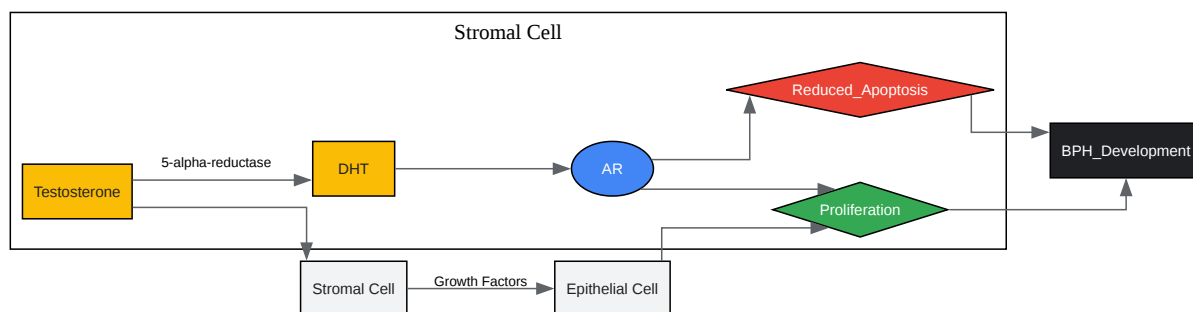 Stromal Cell
Reduced_Apoptosis
BPH_Development
5-alpha-reductase
DHT
AR
Testosterone
Proliferation
Stromal Cell
Growth Factors
Epithelial Cell